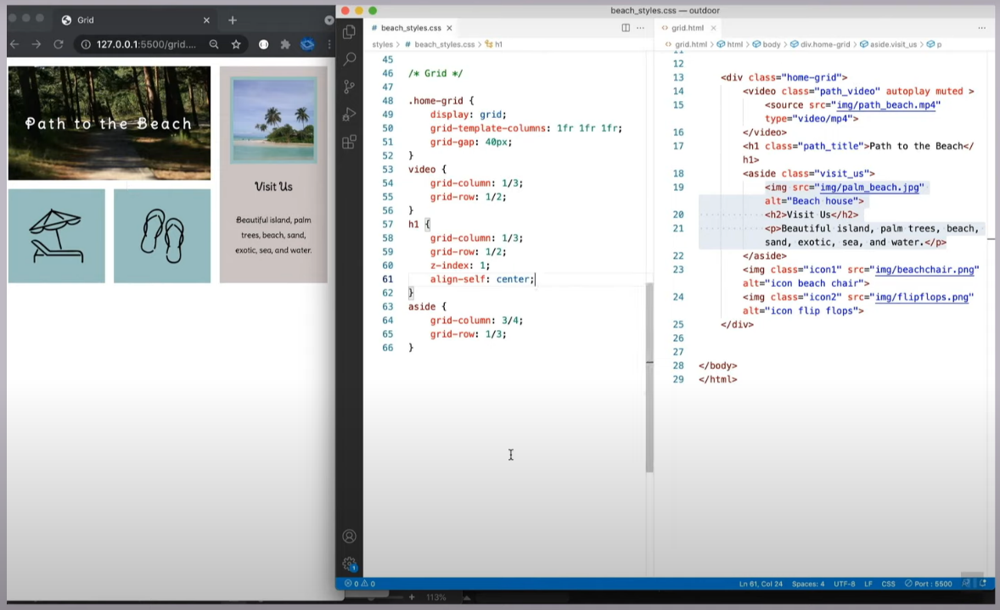 Grid
127.0.0.1:5500/grid....
Path to the Beach
Visit Us
Beautiful island, palm
trees, beach, sand,
exotic, sea, and water.
beach_styles.css — outdoor
# beach_styles.css
styles > # beach_styles.css > h1
45
46 /* Grid */
47
48 .home-grid {
49 display: grid;
50 grid-template-columns: 1fr 1fr 1fr;
51 grid-gap: 40px;
52 }
53 video {
54 grid-column: 1/3;
55 grid-row: 1/2;
56 }
57 h1 {
58 grid-column: 1/3;
59 grid-row: 1/2;
60 z-index: 1;
61 align-self: center;
62 }
63 aside {
64 grid-column: 3/4;
65 grid-row: 1/3;
66 }
<> grid.html
<> grid.html > html > body > div.home-grid > aside.visit_us > p
11
12
13 <div class="home-grid">
14 <video class="path_video" autoplay muted >
15 <source src="img/path_beach.mp4"
type="video/mp4">
16 </video>
17 <h1 class="path_title">Path to the Beach</
h1>
18 <aside class="visit_us">
19 <img src="img/palm_beach.jpg"
alt="Beach house">
20 <h2>Visit Us</h2>
21 <p>Beautiful island, palm trees, beach,
sand, exotic, sea, and water.</p>
22 </aside>
23 <img class="icon1" src="img/beachchair.png"
alt="icon beach chair">
24 <img class="icon2" src="img/flipflops.png"
alt="icon flip flops">
25 </div>
26
27
28 </body>
29 </html>
1
0 0
Ln 61, Col 24 Spaces: 4 UTF-8 LF CSS Port : 5500
113%